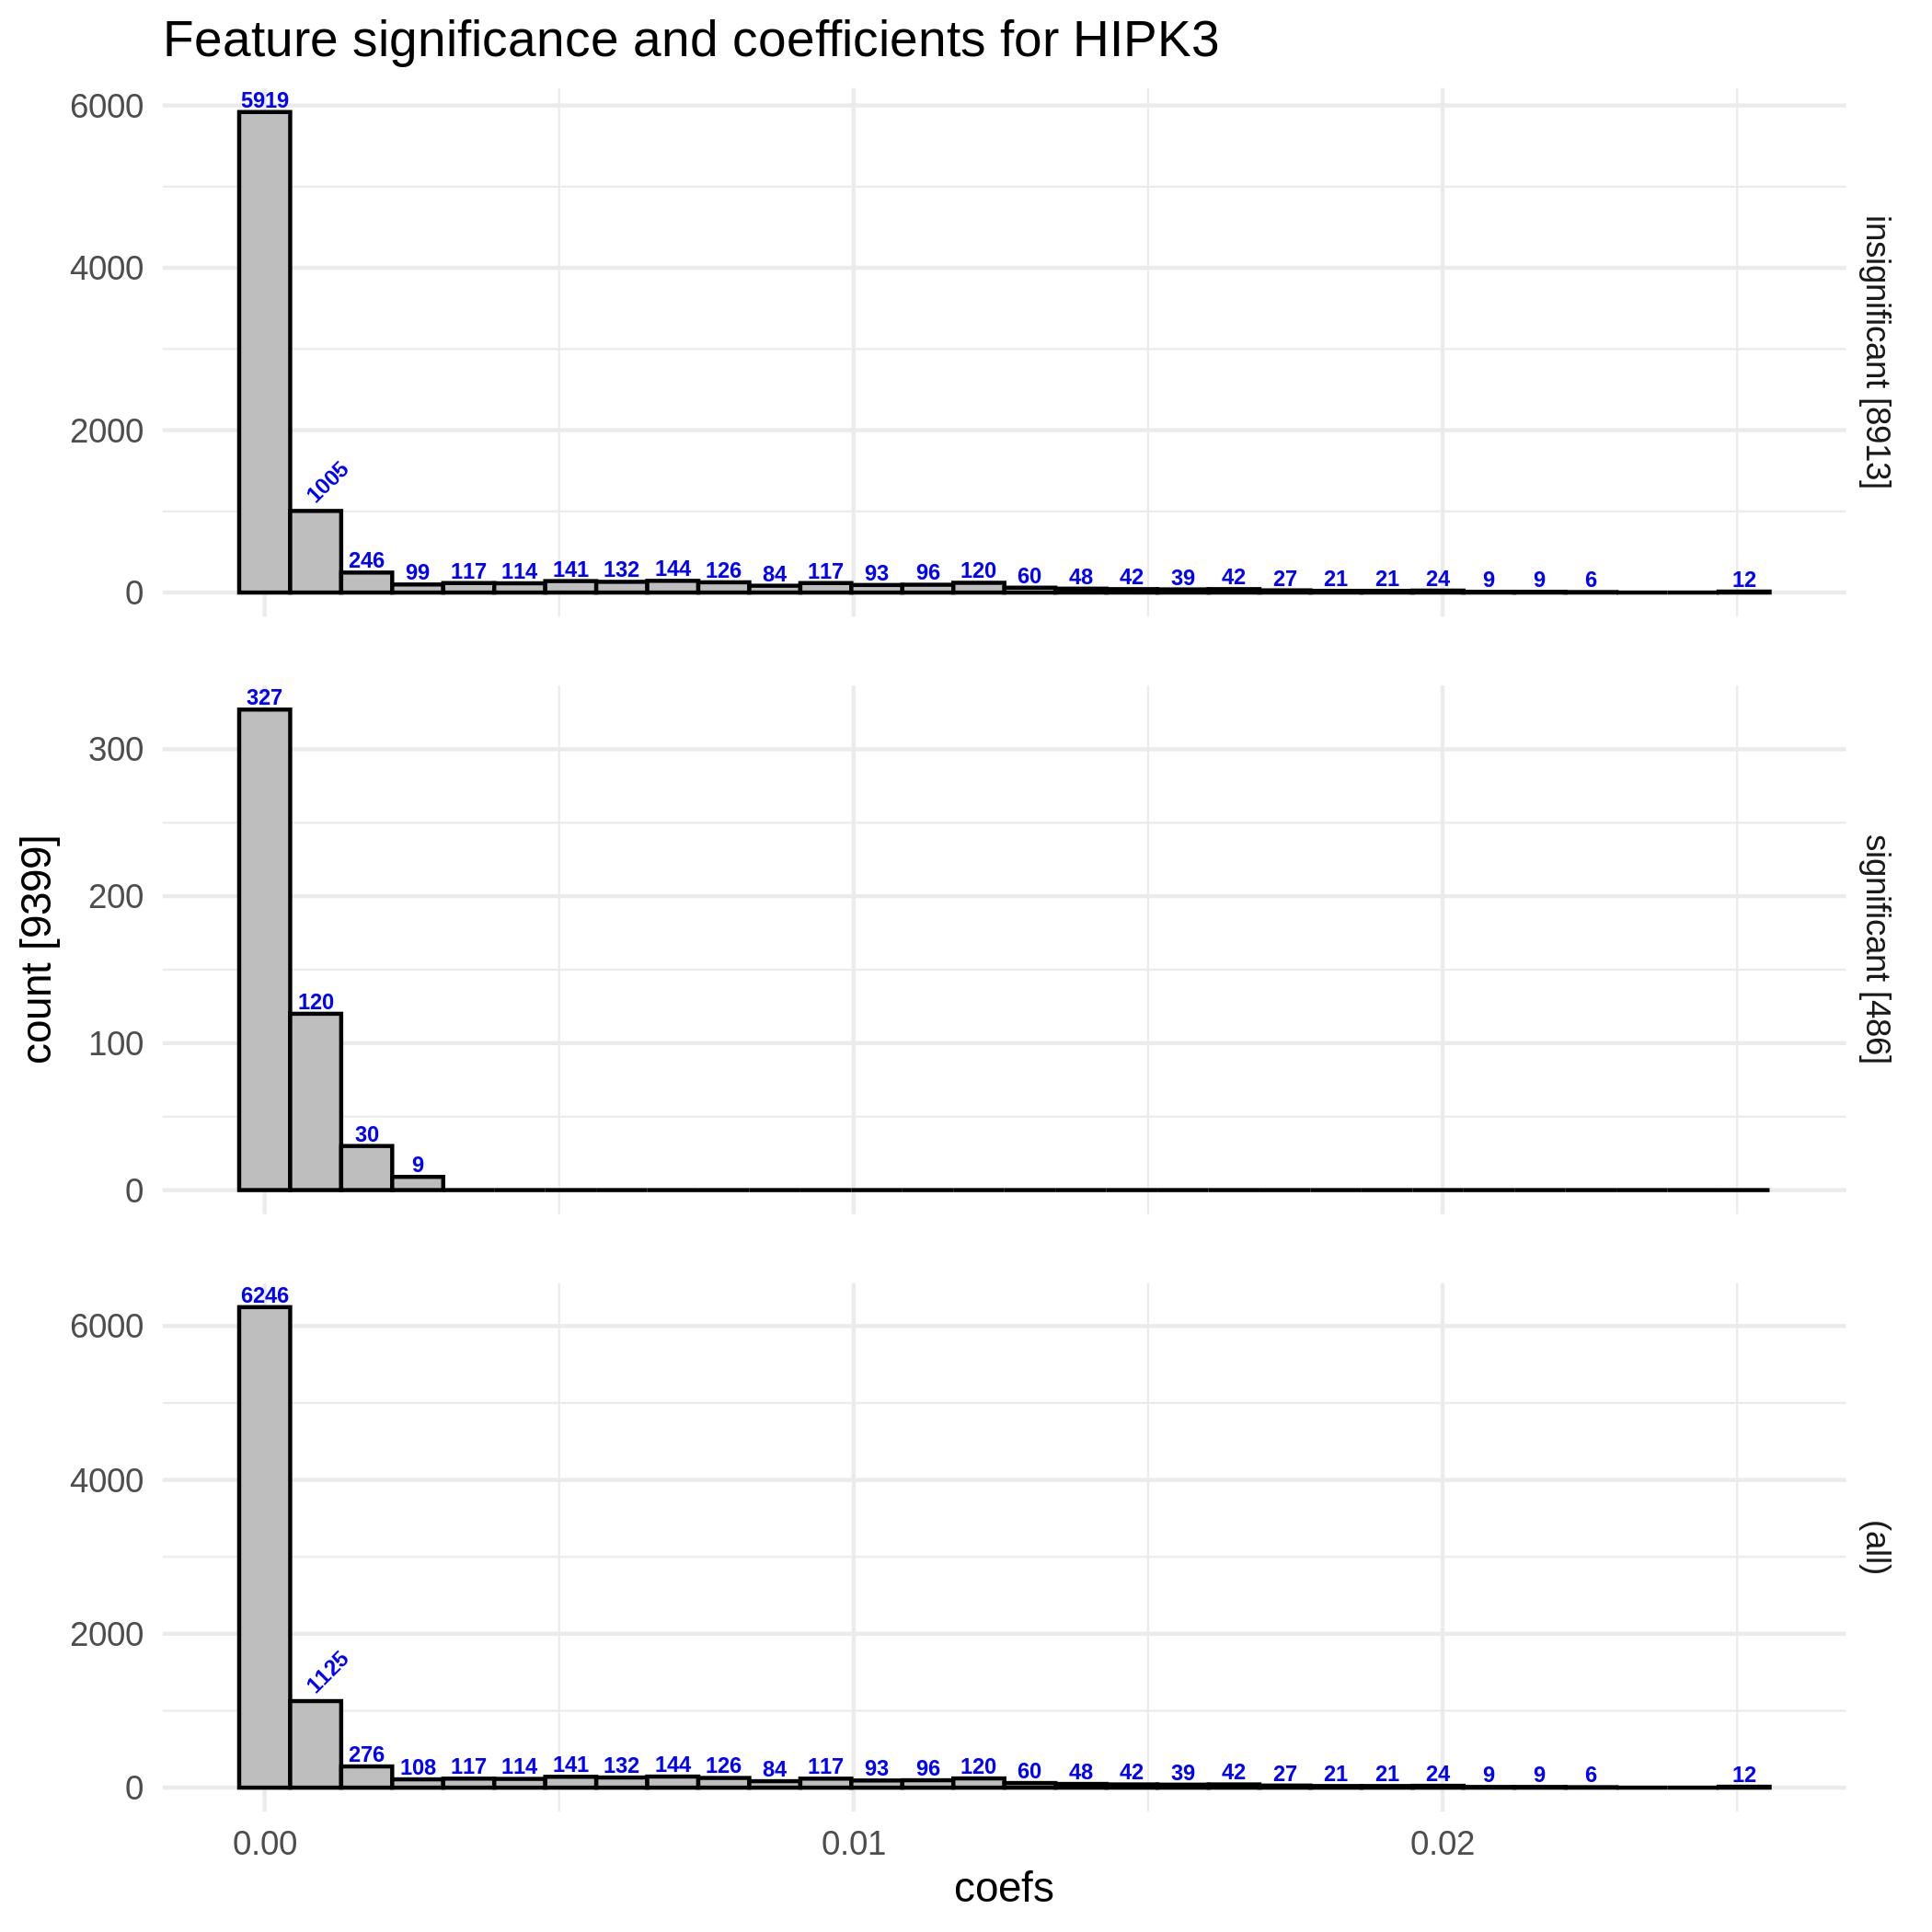 Feature significance and coefficients for HIPK3
count [9399]
6000
4000
2000
0
5919
1005
246 99 117 114 141 132 144 126 84 117 93 96 120 60 48 42 39 42 27 21 21 24 9 9 6 12
insignificant [8913]
300
200
100
0
327
120
30
9
significant [486]
6000
4000
2000
0
6246
1125
276 108 117 114 141 132 144 126 84 117 93 96 120 60 48 42 39 42 27 21 21 24 9 9 6 12
(all)
0.00 0.01 0.02
coefs